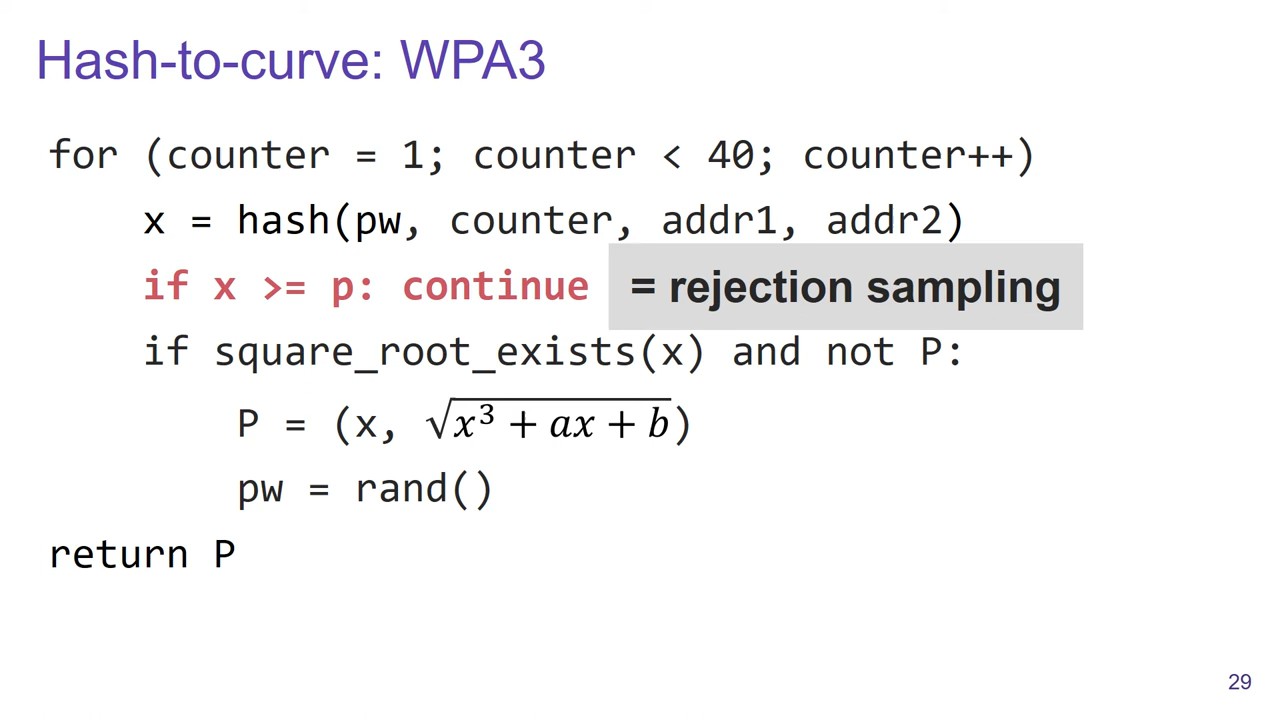 Hash-to-curve: WPA3
for (counter = 1; counter < 40; counter++)
x = hash(pw, counter, addr1, addr2)
if x >= p: continue = rejection sampling
if square_root_exists(x) and not P:
P = (x, √x³ + ax + b)
pw = rand()
return P
29